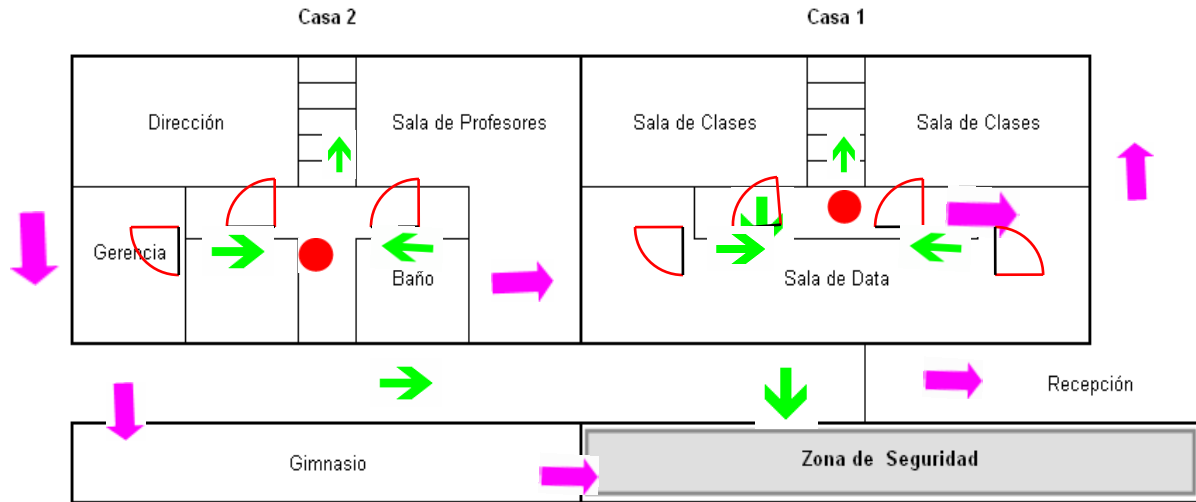 Casa 2
Casa 1
Dirección
Sala de Profesores
Sala de Clases
Sala de Clases
Gerencia
Baño
Sala de Data
Recepción
Gimnasio
Zona de Seguridad